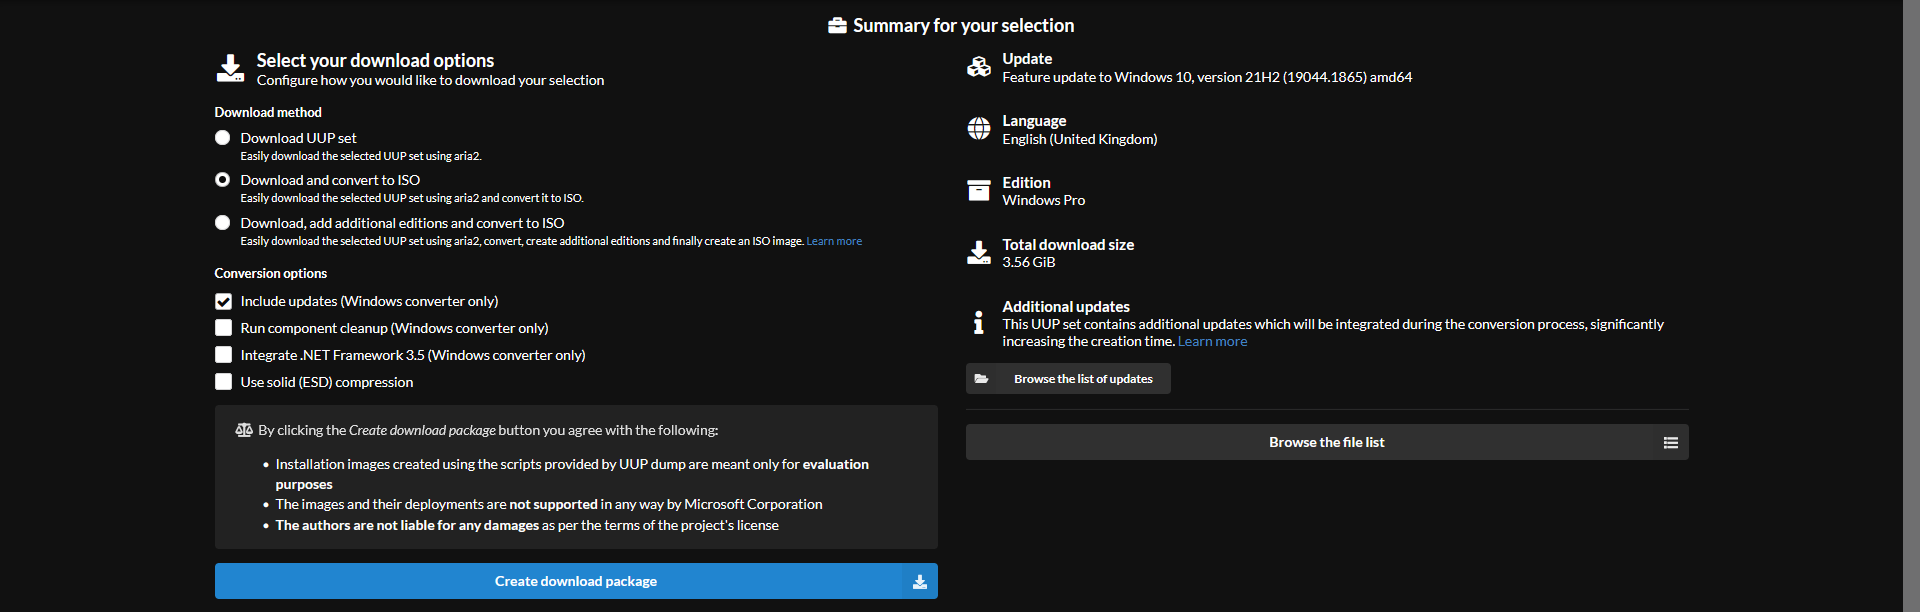 Summary for your selection
Select your download options
Configure how you would like to download your selection
Download method
Download UUP set
Easily download the selected UUP set using aria2.
Download and convert to ISO
Easily download the selected UUP set using aria2 and convert it to ISO.
Download, add additional editions and convert to ISO
Easily download the selected UUP set using aria2, convert, create additional editions and finally create an ISO image. Learn more
Conversion options
Include updates (Windows converter only)
Run component cleanup (Windows converter only)
Integrate .NET Framework 3.5 (Windows converter only)
Use solid (ESD) compression
By clicking the Create download package button you agree with the following:
• Installation images created using the scripts provided by UUP dump are meant only for evaluation
purposes
• The images and their deployments are not supported in any way by Microsoft Corporation
• The authors are not liable for any damages as per the terms of the project's license
Create download package
Update
Feature update to Windows 10, version 21H2 (19044.1865) amd64
Language
English (United Kingdom)
Edition
Windows Pro
Total download size
3.56 GiB
Additional updates
This UUP set contains additional updates which will be integrated during the conversion process, significantly
increasing the creation time. Learn more
Browse the list of updates
Browse the file list